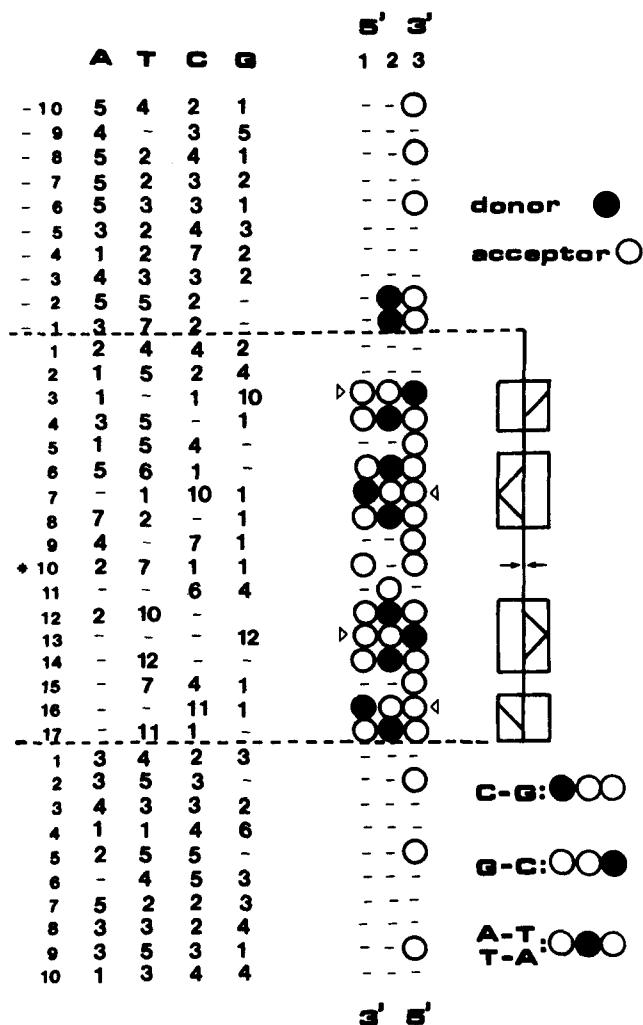 5' 3'
A T C G 1 2 3
-10 5 4 2 1
-9 4 - 3 5
-8 5 2 4 1
-7 5 2 3 2
-6 5 3 3 1
donor
-5 3 2 4 3
acceptor
-4 1 2 7 2
-3 4 3 3 2
-2 5 5 2 -
-1 3 7 2 -
1 2 4 4 2
2 1 5 2 4
3 1 - 1 10
4 3 5 - 1
5 1 5 4 -
6 5 6 1 -
7 - 1 10 1
8 7 2 - 1
9 4 - 7 1
*10 2 7 1 1
11 - - 6 4
12 2 10 -
13 - - - 12
14 - 12 - -
15 - 7 4 1
16 - - 11 1
17 - 11 1 -
1 3 4 2 3
2 3 5 3 -
C-G:
3 4 3 3 2
4 1 1 4 6
5 2 5 5 -
G-C:
6 - 4 5 3
7 5 2 2 3
8 3 3 2 4
A-T
T-A:
9 3 5 3 1
10 1 3 4 4
3' 5'